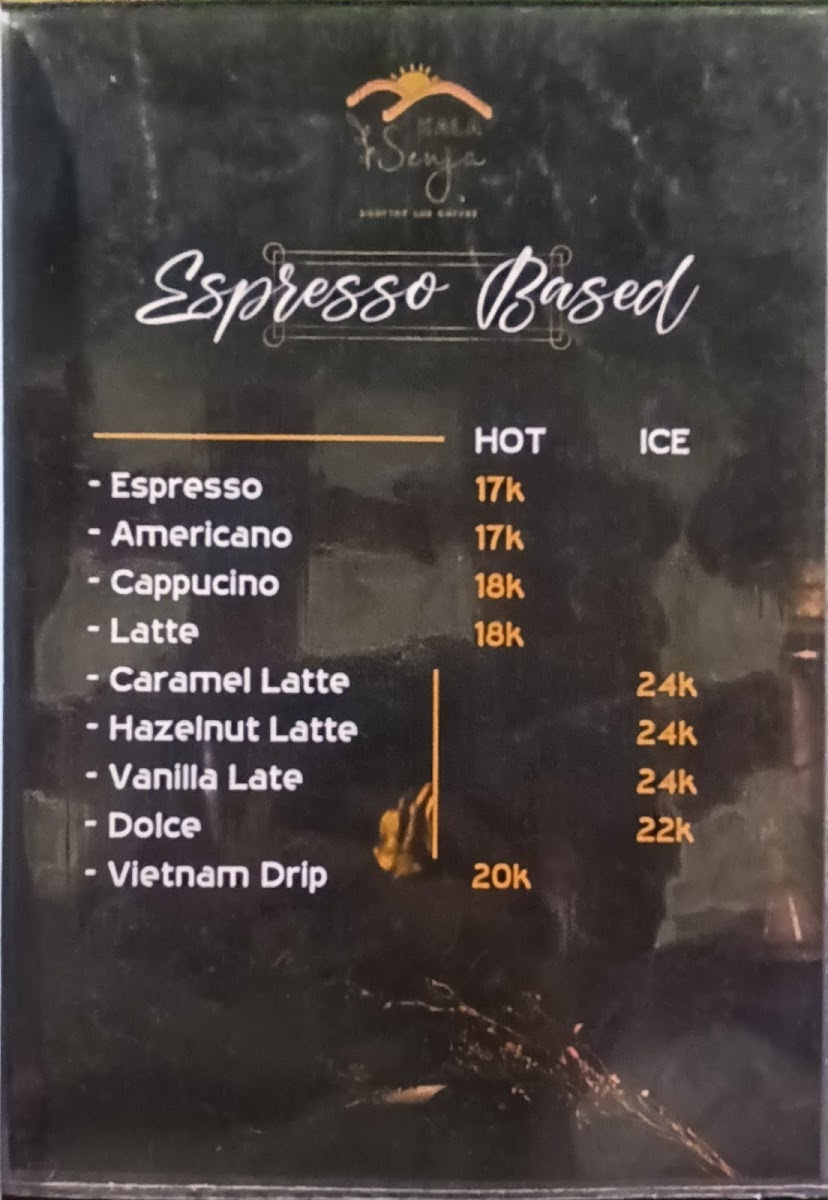 KALA
Senja
Espresso Based
HOT ICE
- Espresso 17k
- Americano 17k
- Cappucino 18k
- Latte 18k
- Caramel Latte 24k
- Hazelnut Latte 24k
- Vanilla Late 24k
- Dolce 22k
- Vietnam Drip 20k